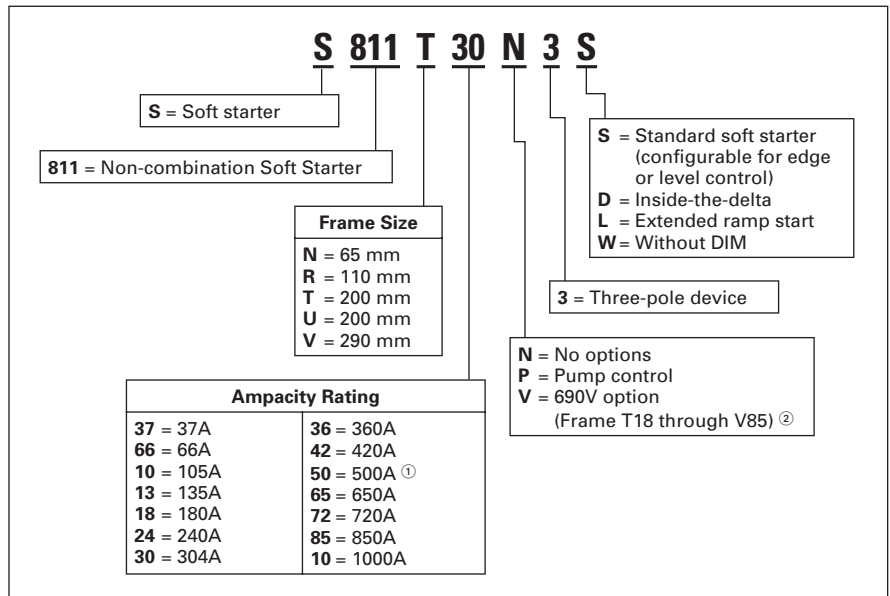 S 811 T 30 N 3 S
S = Soft starter
811 = Non-combination Soft Starter
Frame Size
N = 65 mm
R = 110 mm
T = 200 mm
U = 200 mm
V = 290 mm
Ampacity Rating
37 = 37A
66 = 66A
10 = 105A
13 = 135A
18 = 180A
24 = 240A
30 = 304A
36 = 360A
42 = 420A
50 = 500A ①
65 = 650A
72 = 720A
85 = 850A
10 = 1000A
S = Standard soft starter
(configurable for edge
or level control)
D = Inside-the-delta
L = Extended ramp start
W = Without DIM
3 = Three-pole device
N = No options
P = Pump control
V = 690V option
(Frame T18 through V85) ②